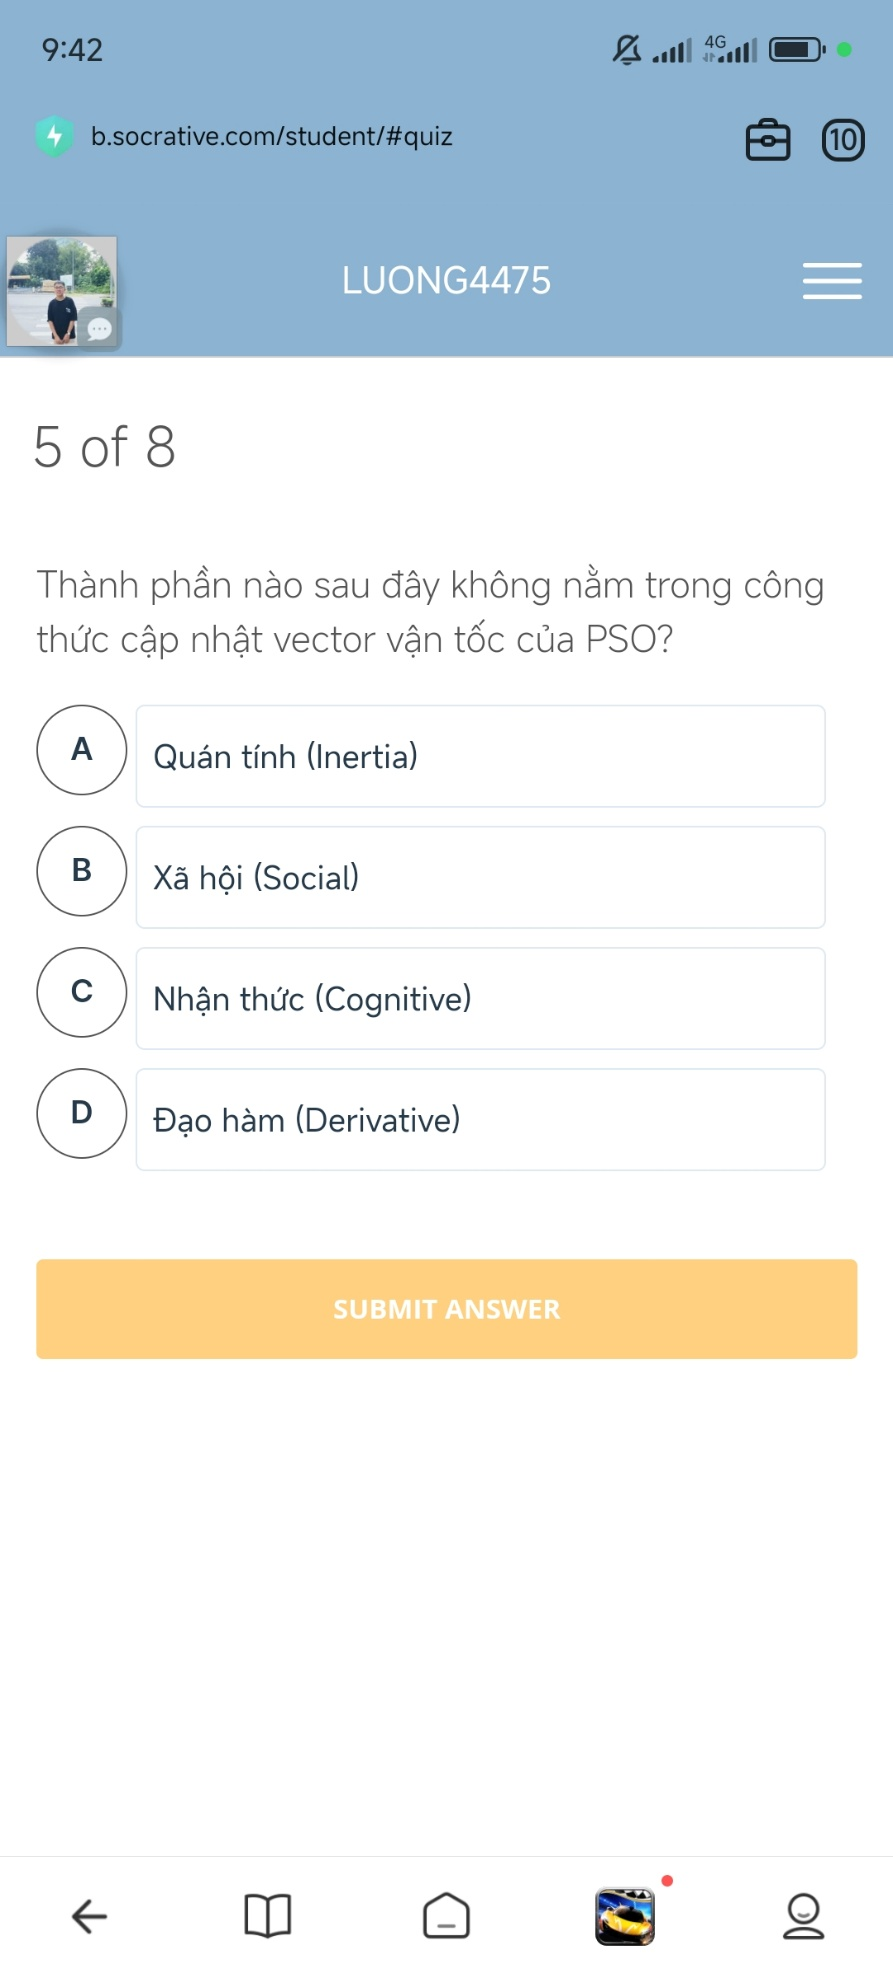 9:42
4G
b.socrative.com/student/#quiz
10
LUONG4475
5 of 8
Thành phần nào sau đây không nằm trong công
thức cập nhật vector vận tốc của PSO?
A Quán tính (Inertia)
B Xã hội (Social)
C Nhận thức (Cognitive)
D Đạo hàm (Derivative)
SUBMIT ANSWER